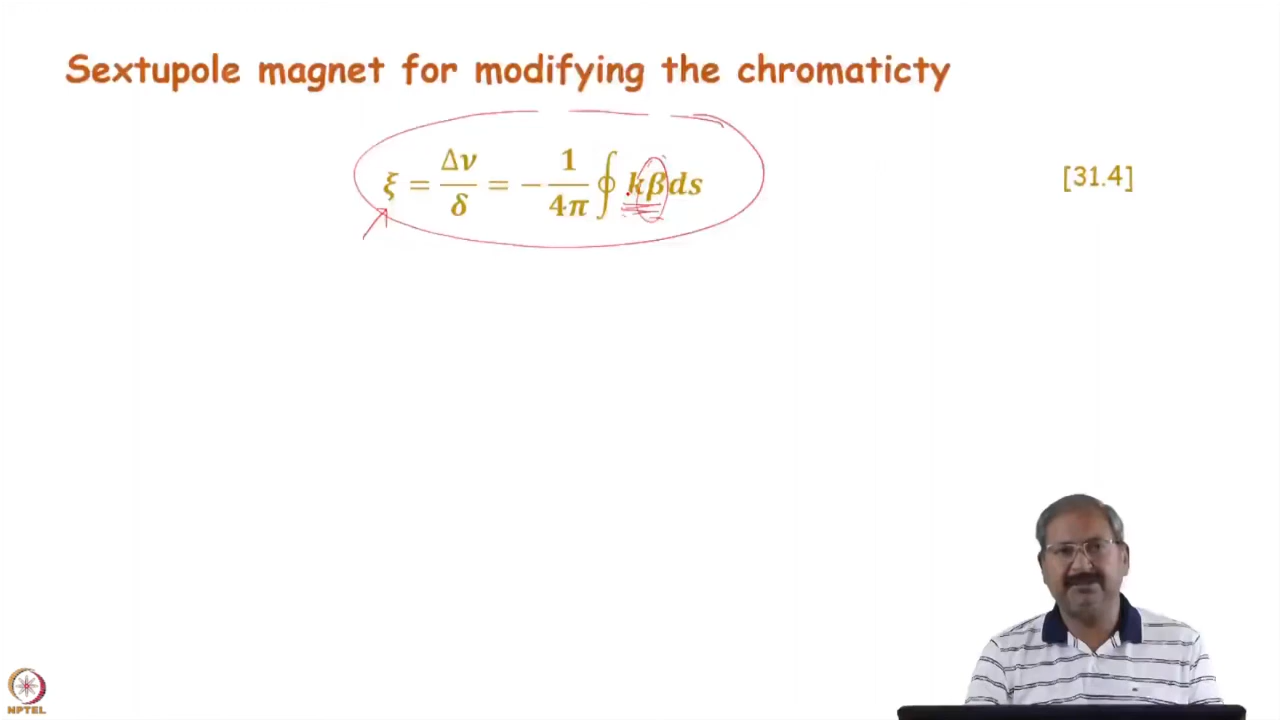 Sextupole magnet for modifying the chromaticty
ξ = Δν/δ = − 1/4π ∮ kβds
[31.4]
NPTEL